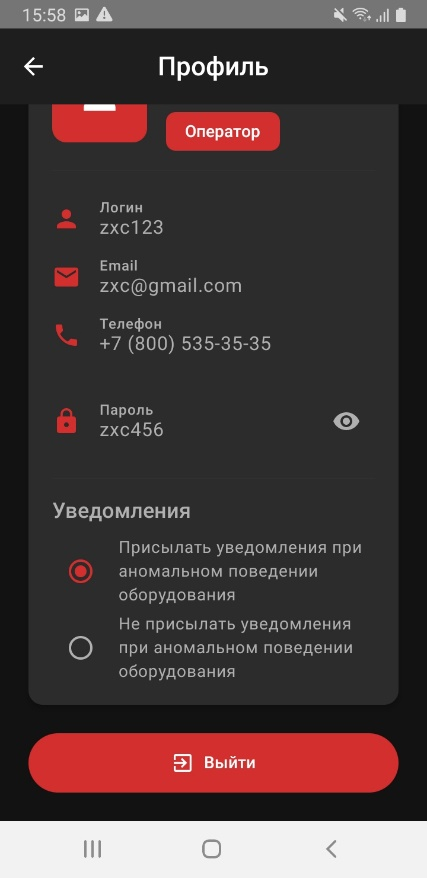 15:58
Профиль
Оператор
Логин
zxc123
Email
zxc@gmail.com
Телефон
+7 (800) 535-35-35
Пароль
zxc456
Уведомления
Присылать уведомления при
аномальном поведении
оборудования
Не присылать уведомления
при аномальном поведении
оборудования
Выйти